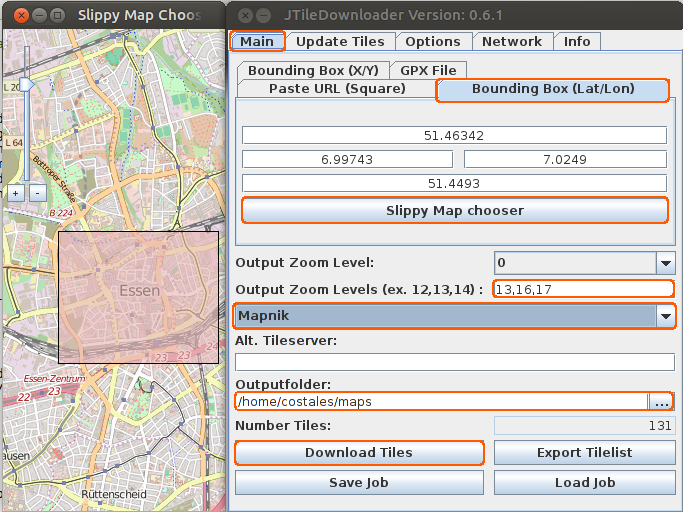 Slippy Map Choos
JTileDownloader Version: 0.6.1
Main
Update Tiles
Options
Network
Info
Bounding Box (X/Y)
GPX File
Paste URL (Square)
Bounding Box (Lat/Lon)
51.46342
6.99743
7.0249
51.4493
Slippy Map chooser
Output Zoom Level:
0
Output Zoom Levels (ex. 12,13,14) :
13,16,17
Mapnik
Alt. Tileserver:
Outputfolder:
/home/costales/maps
...
Number Tiles:
131
Download Tiles
Export Tilelist
Save Job
Load Job
L 20
L 64
Bottroper Straße
+
-
B 224
Essen
Essen-Zentrum
22
23
23
23
23
ausen
Rüttenscheid